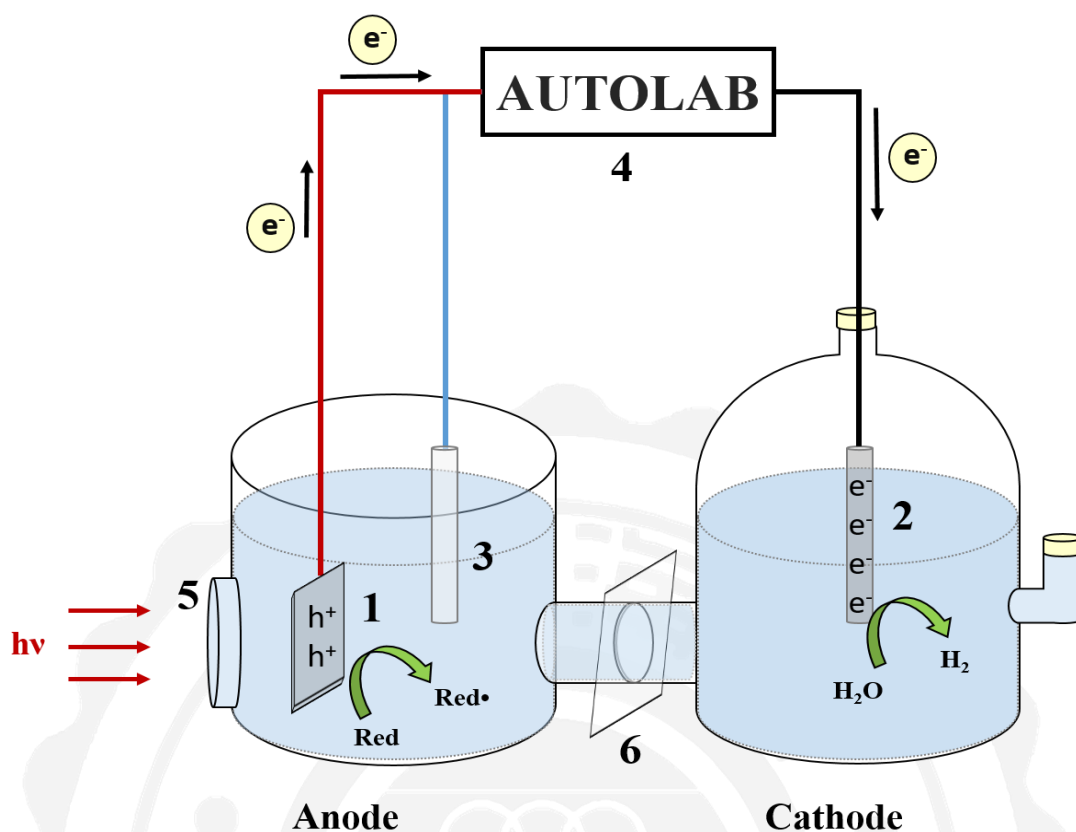 e-
AUTOLAB
4
e-
e-
e-
e-
e-
e-
2
3
5
1
h+
h+
hν
Red•
Red
H2
H2O
6
Anode
Cathode